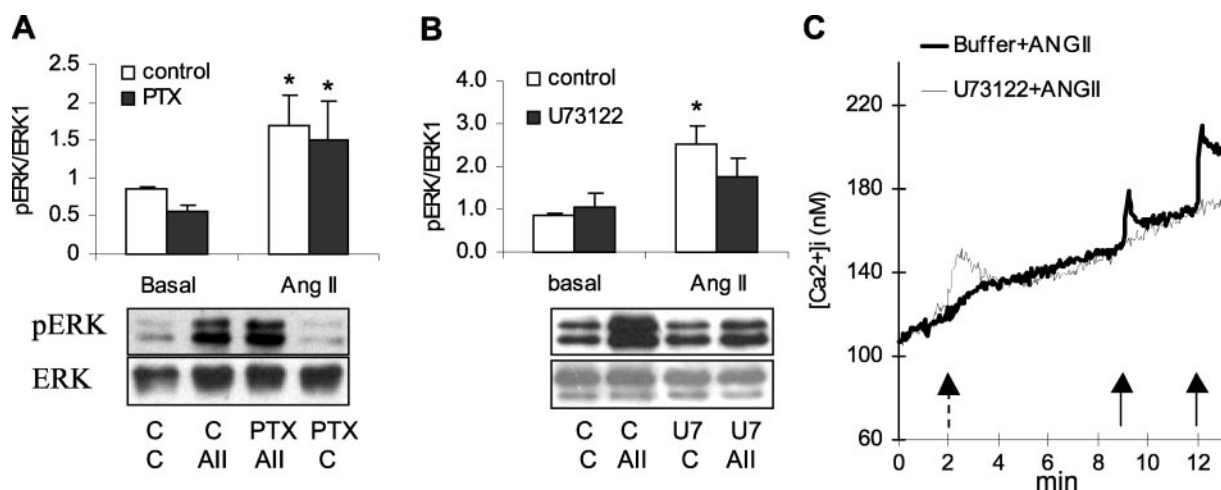 A
2.5
2
1.5
1
0.5
0
pERK/ERK1
control
PTX
* *
Basal Ang II
pERK
ERK
C C PTX PTX
C AII AII C
B
4.0
3.0
2.0
1.0
0.0
pERK/ERK1
control
U73122
*
basal Ang II
C C U7 U7
C AII C AII
C
Buffer+ANGII
U73122+ANGII
220
180
140
100
60
[Ca2+]i (nM)
0 2 4 6 8 10 12
min